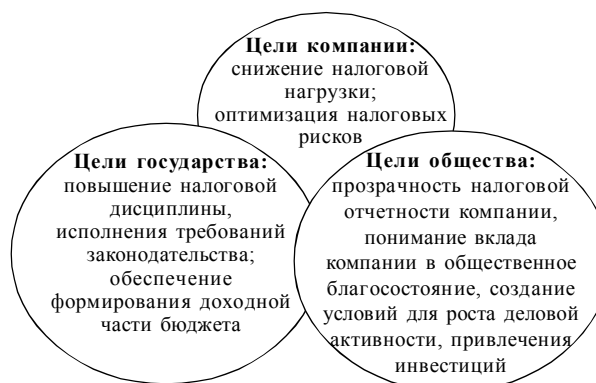 Цели компании:
снижение налоговой
нагрузки;
оптимизация налоговых
рисков
Цели государства:
повышение налоговой
дисциплины,
исполнения требований
законодательства;
обеспечение
формирования доходной
части бюджета
Цели общества:
прозрачность налоговой
отчетности компании,
понимание вклада
компании в общественное
благосостояние, создание
условий для роста деловой
активности, привлечения
инвестиций